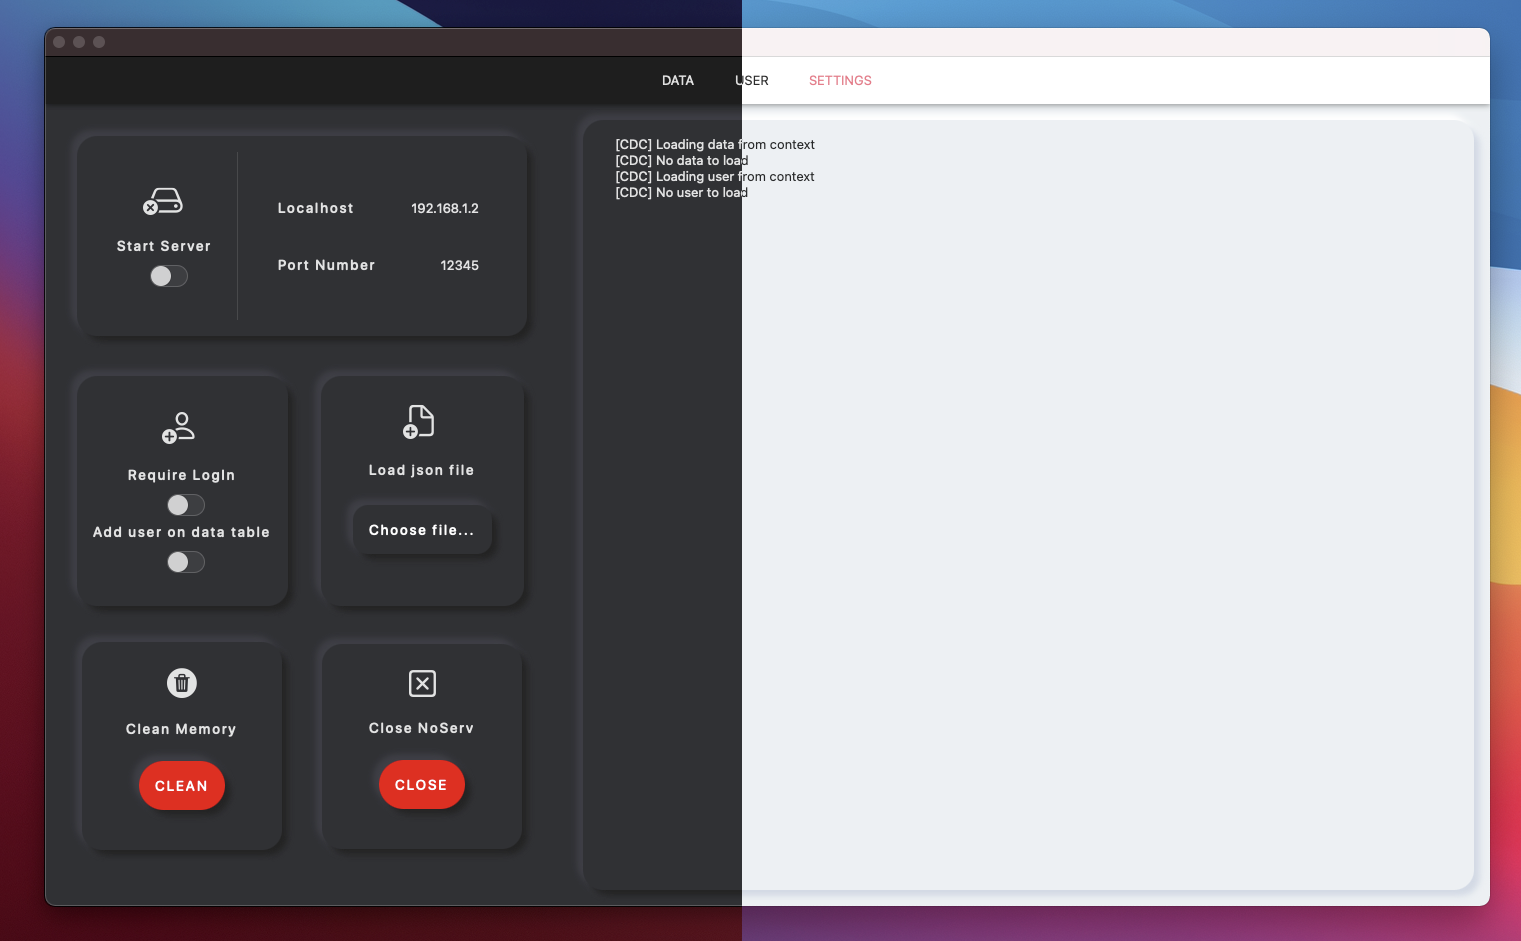 DATA USER SETTINGS
Start Server
Localhost 192.168.1.2
Port Number 12345
Require LogIn
Add user on data table
Load json file
Choose file...
Clean Memory
CLEAN
Close NoServ
CLOSE
[CDC] Loading data from context
[CDC] No data to load
[CDC] Loading user from context
[CDC] No user to load